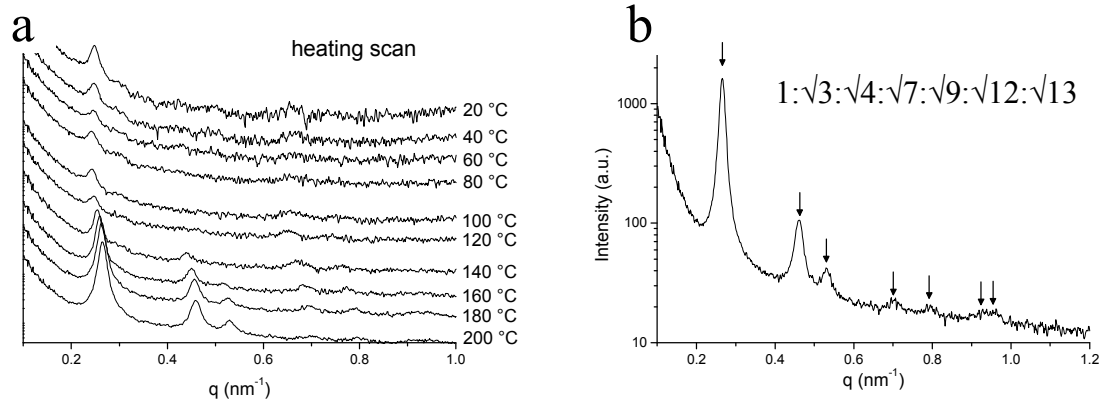 a
heating scan
20 °C
40 °C
60 °C
80 °C
100 °C
120 °C
140 °C
160 °C
180 °C
200 °C
0.2 0.4 0.6 0.8 1.0
q (nm⁻¹)
b
1:√3:√4:√7:√9:√12:√13
1000
100
10
Intensity (a.u.)
0.2 0.4 0.6 0.8 1.0 1.2
q (nm⁻¹)